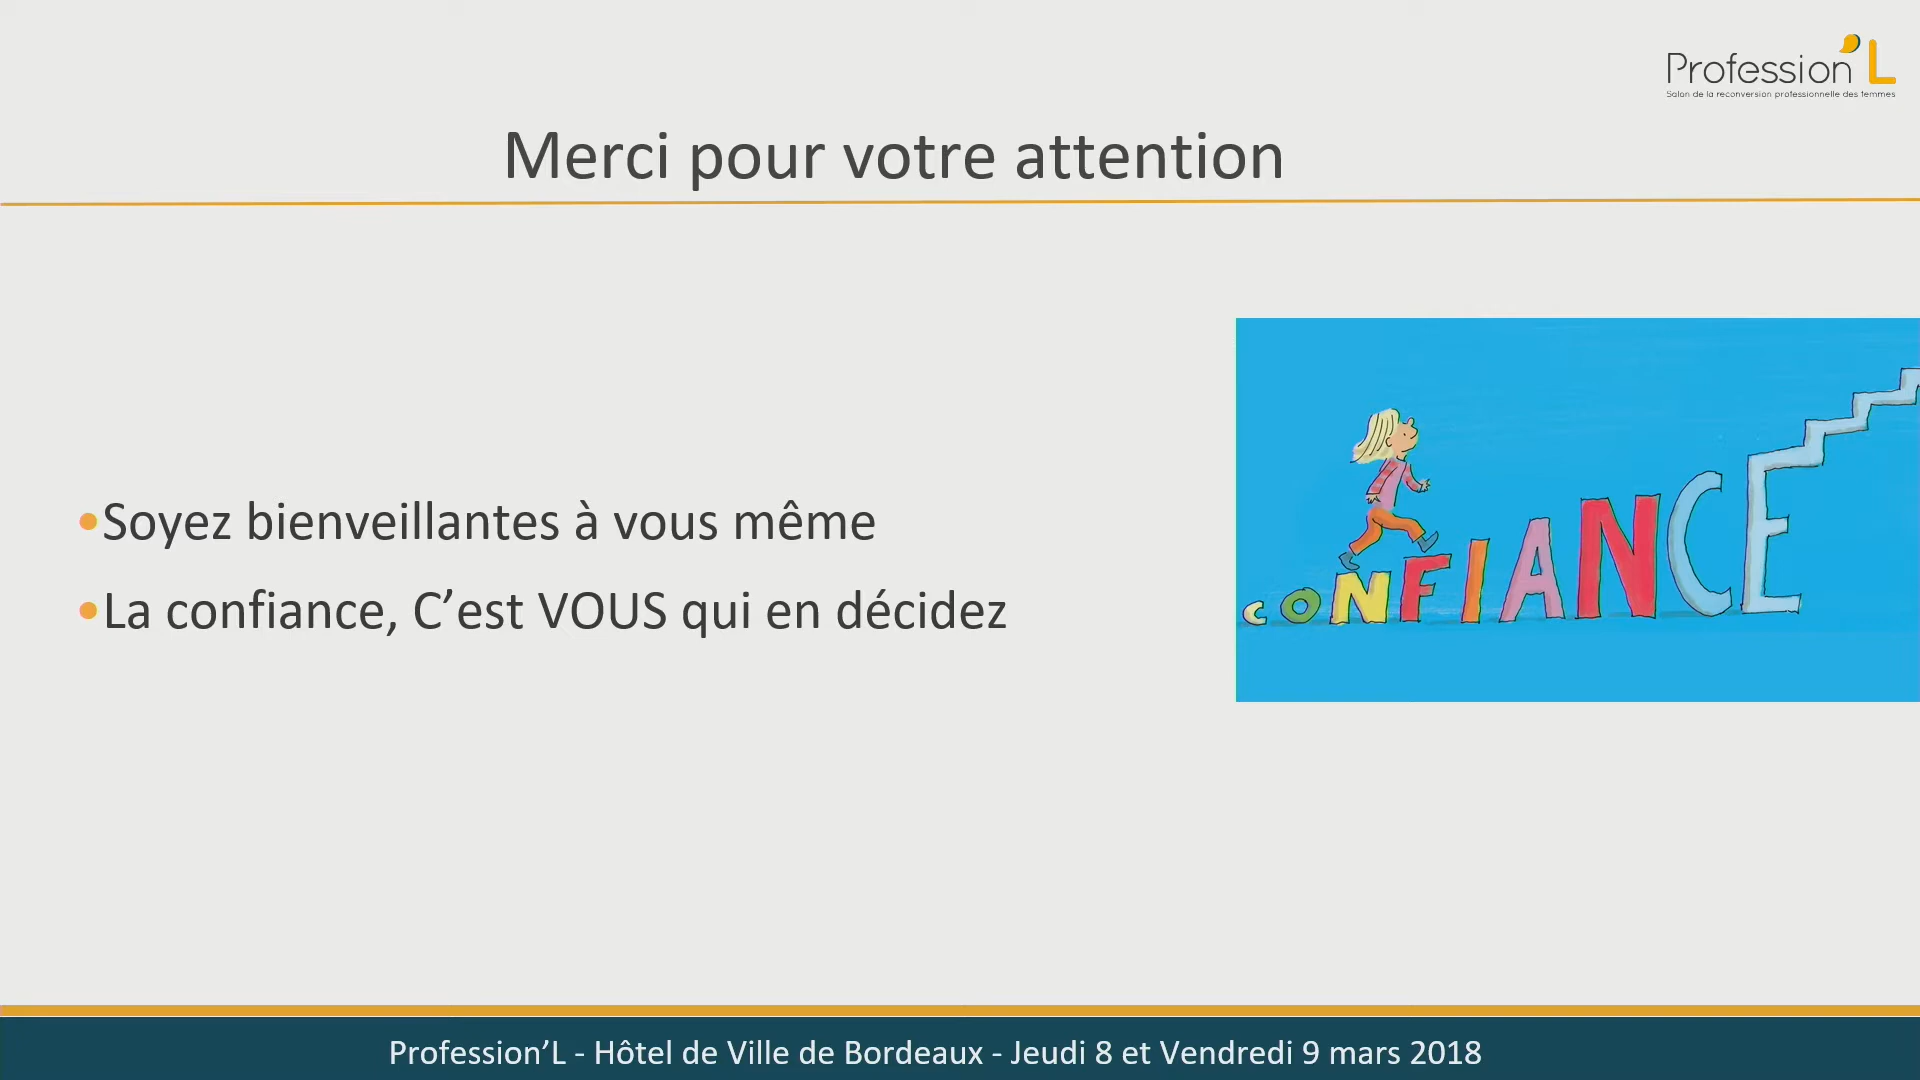 Profession'L
Salon de la reconversion professionnelle des femmes
Merci pour votre attention
•Soyez bienveillantes à vous même
•La confiance, C’est VOUS qui en décidez
CONFIANCE
Profession’L - Hôtel de Ville de Bordeaux - Jeudi 8 et Vendredi 9 mars 2018